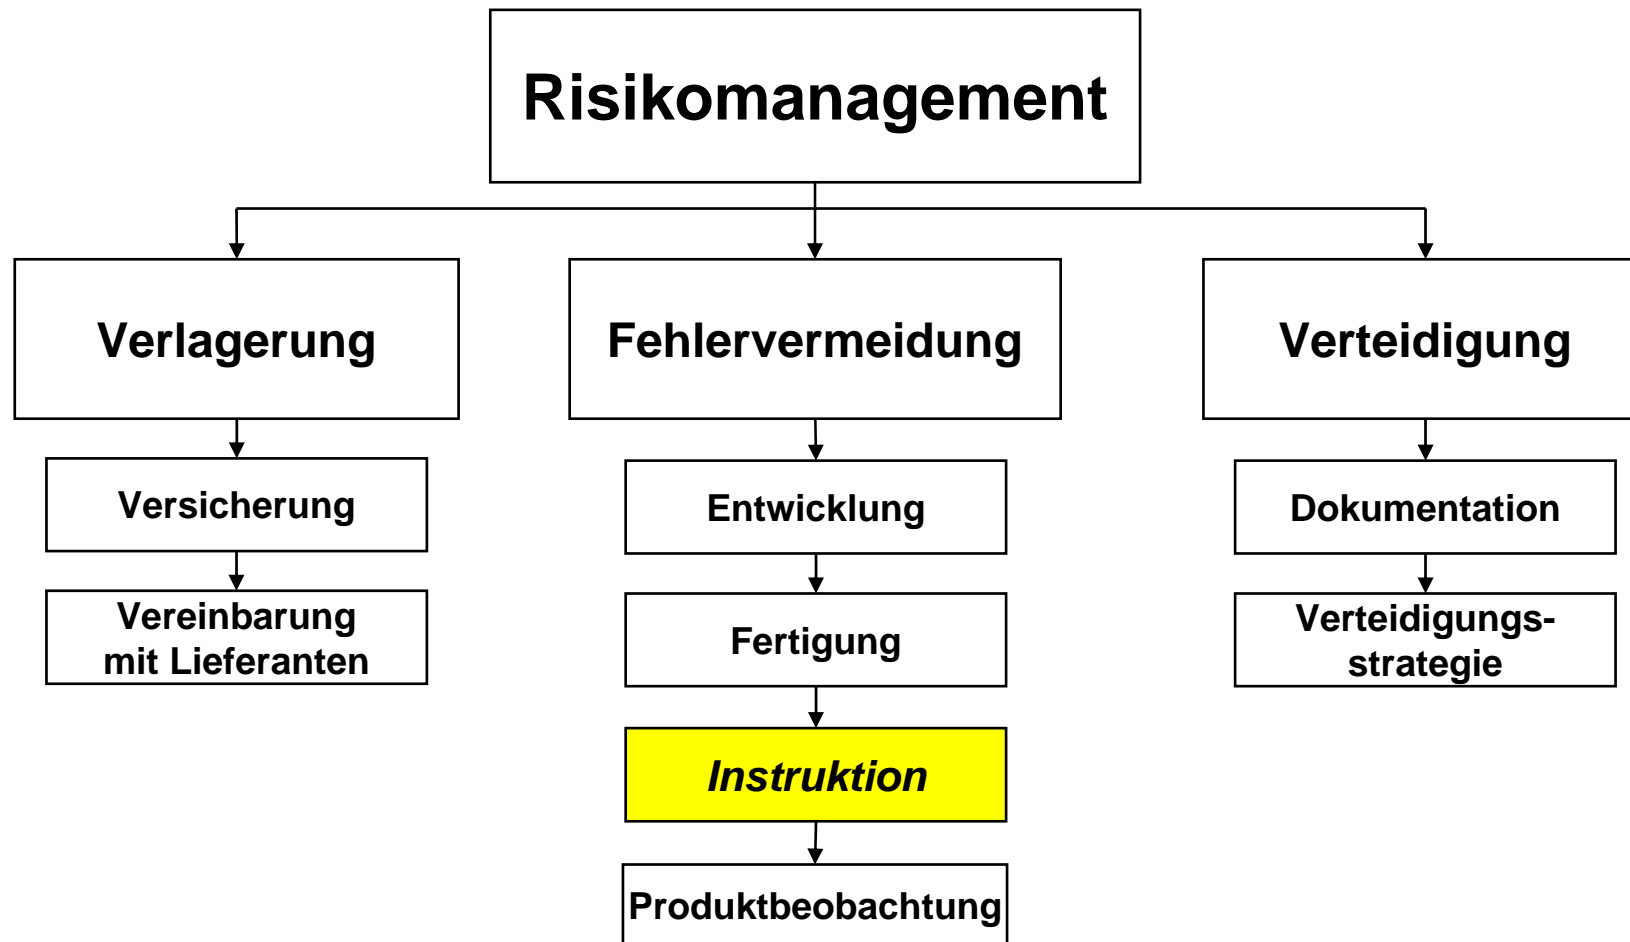 Risikomanagement
Verlagerung
Fehlervermeidung
Verteidigung
Versicherung
Entwicklung
Dokumentation
Vereinbarung
mit Lieferanten
Fertigung
Verteidigungs-
strategie
Instruktion
Produktbeobachtung